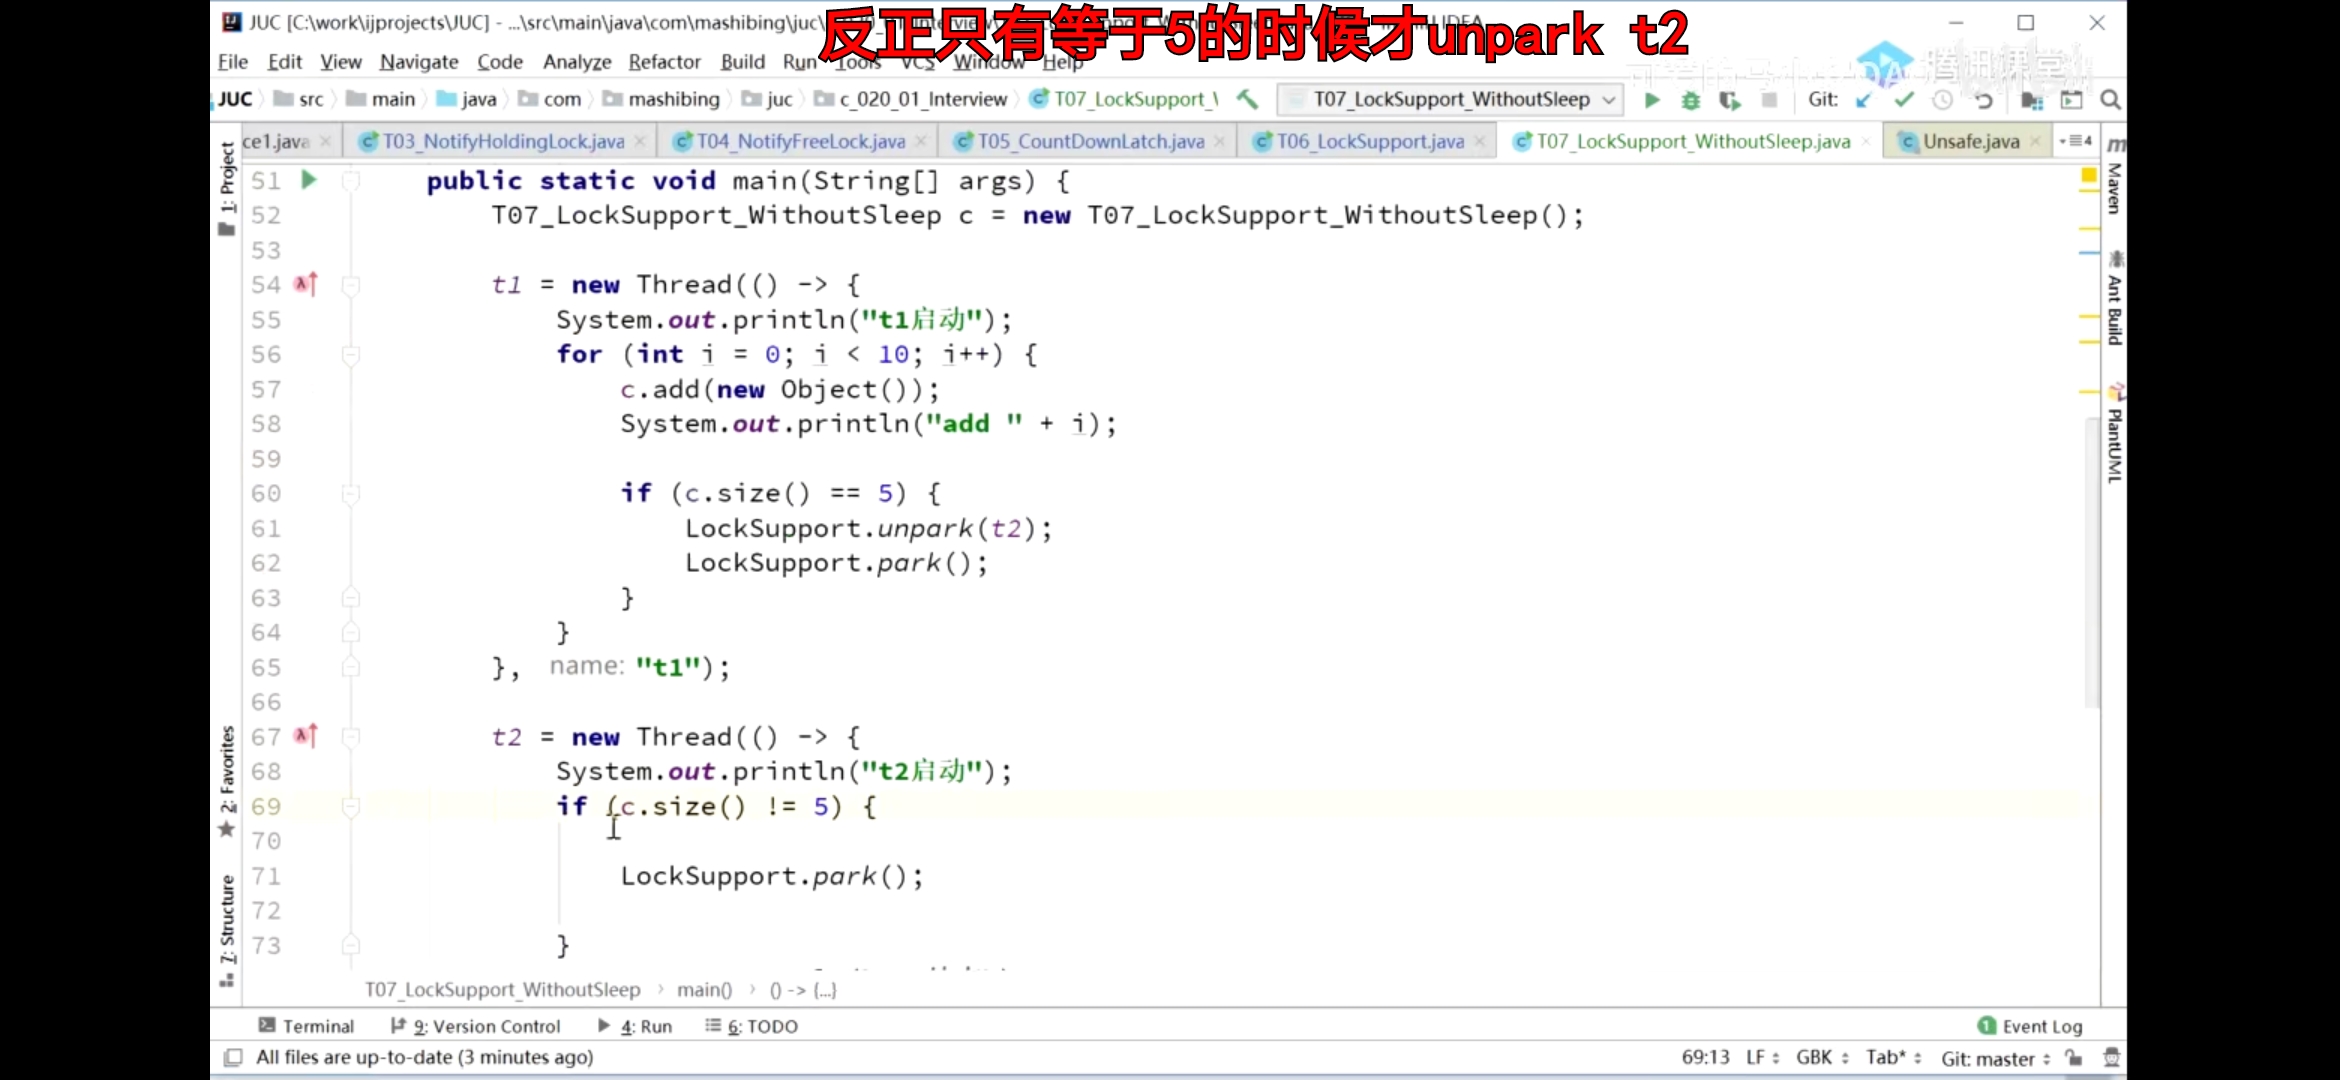 反正只有等于5的时候才unpark t2
JUC [C:\work\ijprojects\JUC] - ...\src\main\java\com\mashibing\juc\
File Edit View Navigate Code Analyze Refactor Build Run Tools VCS Window Help
腾讯课堂
JUC src main java com mashibing juc c_020_01_Interview T07_LockSupport_ T07_LockSupport_WithoutSleep Git:
ce1.java T03_NotifyHoldingLock.java T04_NotifyFreeLock.java T05_CountDownLatch.java T06_LockSupport.java T07_LockSupport_WithoutSleep.java Unsafe.java 4
1: Project
2: Favorites
7: Structure
Maven
Ant Build
PlantUML
51 public static void main(String[] args) {
52 T07_LockSupport_WithoutSleep c = new T07_LockSupport_WithoutSleep();
53
54 t1 = new Thread(() -> {
55 System.out.println("t1启动");
56 for (int i = 0; i < 10; i++) {
57 c.add(new Object());
58 System.out.println("add " + i);
59
60 if (c.size() == 5) {
61 LockSupport.unpark(t2);
62 LockSupport.park();
63 }
64 }
65 }, name: "t1");
66
67 t2 = new Thread(() -> {
68 System.out.println("t2启动");
69 if (c.size() != 5) {
70
71 LockSupport.park();
72
73 }
T07_LockSupport_WithoutSleep › main() › () -> {...}
Terminal 9: Version Control 4: Run 6: TODO 1 Event Log
All files are up-to-date (3 minutes ago) 69:13 LF GBK Tab* Git: master